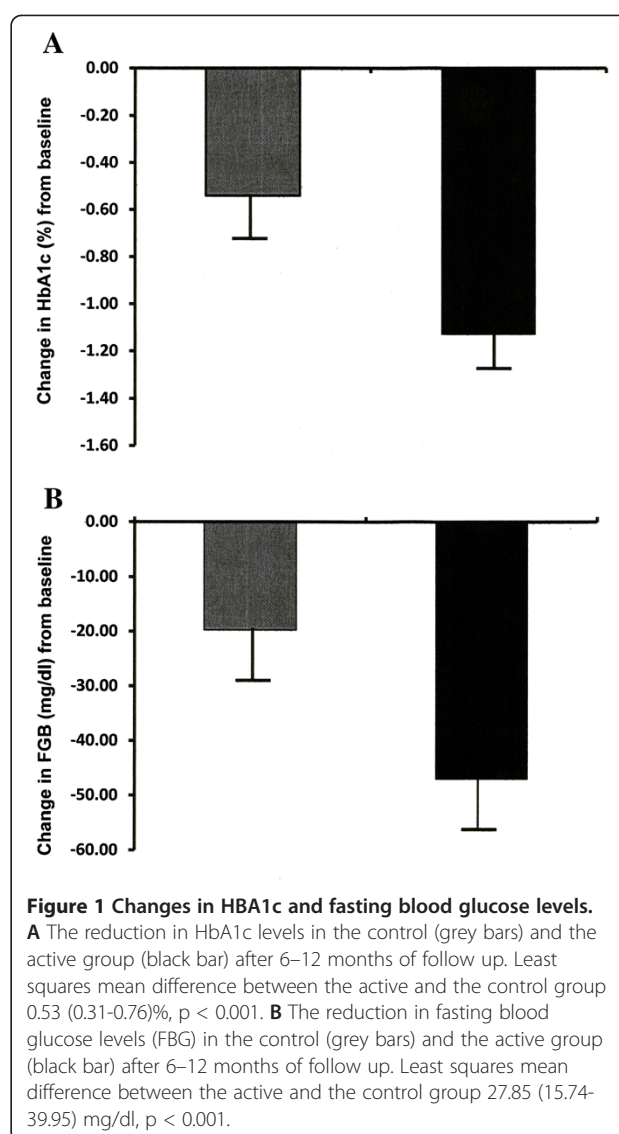 A
Change in HbA1c (%) from baseline
0.00
-0.20
-0.40
-0.60
-0.80
-1.00
-1.20
-1.40
-1.60
B
Change in FGB (mg/dl) from baseline
0.00
-10.00
-20.00
-30.00
-40.00
-50.00
-60.00
Figure 1 Changes in HBA1c and fasting blood glucose levels.
A The reduction in HbA1c levels in the control (grey bars) and the
active group (black bar) after 6–12 months of follow up. Least
squares mean difference between the active and the control group
0.53 (0.31-0.76)%, p < 0.001. B The reduction in fasting blood
glucose levels (FBG) in the control (grey bars) and the active group
(black bar) after 6–12 months of follow up. Least squares mean
difference between the active and the control group 27.85 (15.74-
39.95) mg/dl, p < 0.001.